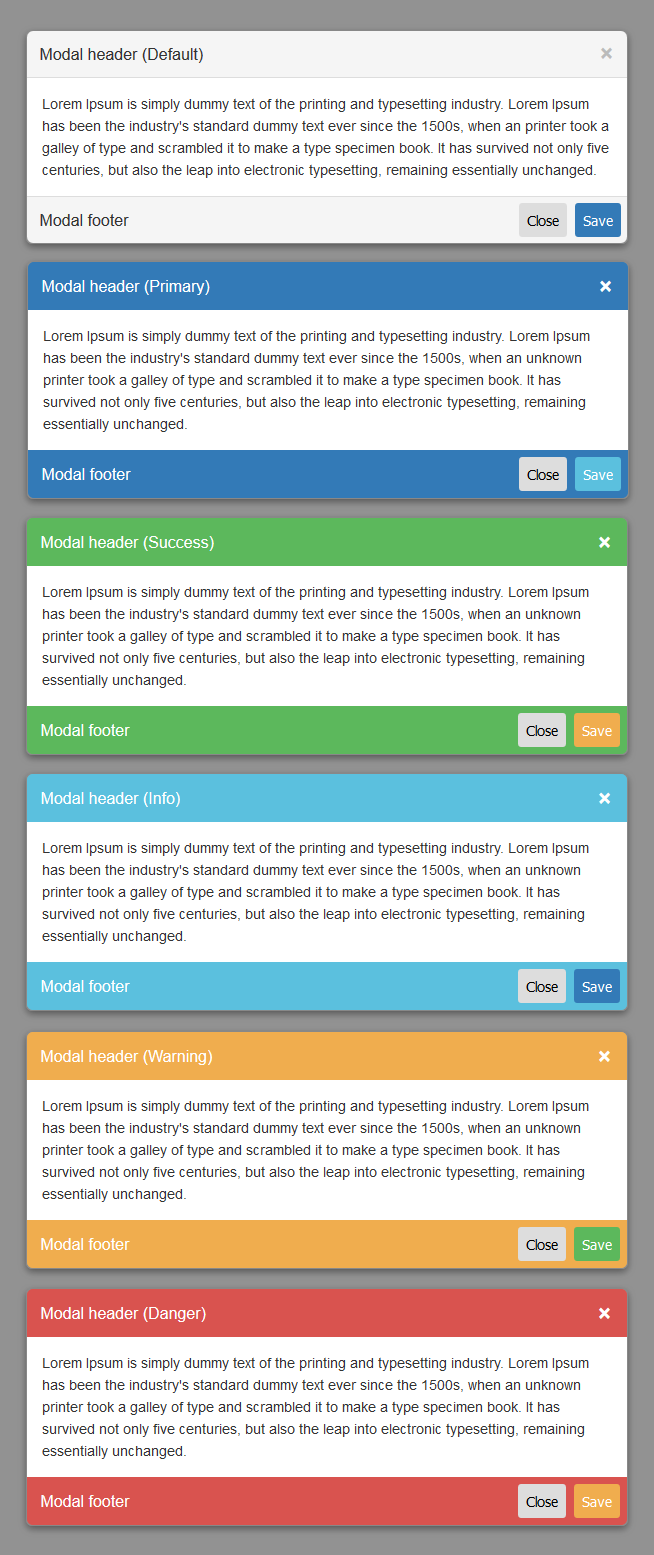 Modal header (Default) ×
Lorem Ipsum is simply dummy text of the printing and typesetting industry. Lorem Ipsum
has been the industry's standard dummy text ever since the 1500s, when an printer took a
galley of type and scrambled it to make a type specimen book. It has survived not only five
centuries, but also the leap into electronic typesetting, remaining essentially unchanged.
Modal footer Close Save
Modal header (Primary) ×
Lorem Ipsum is simply dummy text of the printing and typesetting industry. Lorem Ipsum
has been the industry's standard dummy text ever since the 1500s, when an unknown
printer took a galley of type and scrambled it to make a type specimen book. It has
survived not only five centuries, but also the leap into electronic typesetting, remaining
essentially unchanged.
Modal footer Close Save
Modal header (Success) ×
Lorem Ipsum is simply dummy text of the printing and typesetting industry. Lorem Ipsum
has been the industry's standard dummy text ever since the 1500s, when an unknown
printer took a galley of type and scrambled it to make a type specimen book. It has
survived not only five centuries, but also the leap into electronic typesetting, remaining
essentially unchanged.
Modal footer Close Save
Modal header (Info) ×
Lorem Ipsum is simply dummy text of the printing and typesetting industry. Lorem Ipsum
has been the industry's standard dummy text ever since the 1500s, when an unknown
printer took a galley of type and scrambled it to make a type specimen book. It has
survived not only five centuries, but also the leap into electronic typesetting, remaining
essentially unchanged.
Modal footer Close Save
Modal header (Warning) ×
Lorem Ipsum is simply dummy text of the printing and typesetting industry. Lorem Ipsum
has been the industry's standard dummy text ever since the 1500s, when an unknown
printer took a galley of type and scrambled it to make a type specimen book. It has
survived not only five centuries, but also the leap into electronic typesetting, remaining
essentially unchanged.
Modal footer Close Save
Modal header (Danger) ×
Lorem Ipsum is simply dummy text of the printing and typesetting industry. Lorem Ipsum
has been the industry's standard dummy text ever since the 1500s, when an unknown
printer took a galley of type and scrambled it to make a type specimen book. It has
survived not only five centuries, but also the leap into electronic typesetting, remaining
essentially unchanged.
Modal footer Close Save